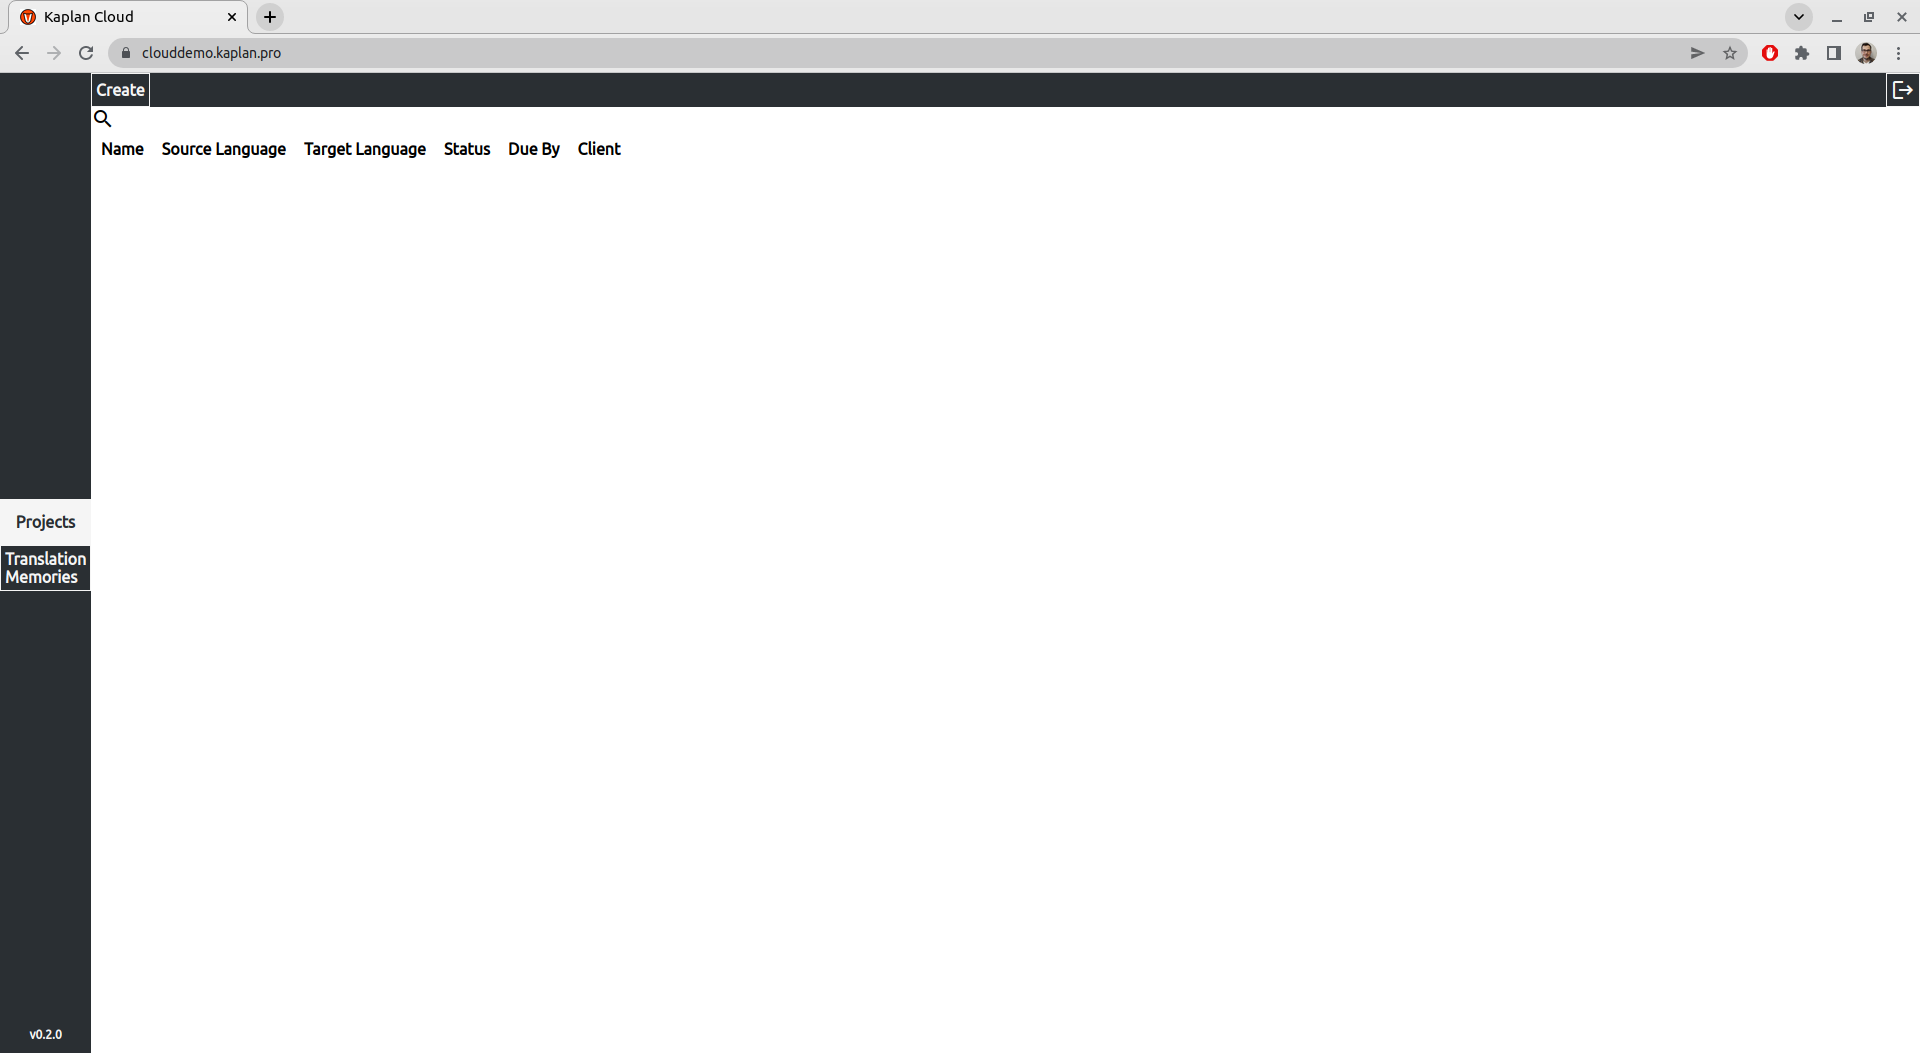 Kaplan Cloud
clouddemo.kaplan.pro
Create
Name Source Language Target Language Status Due By Client
Projects
Translation
Memories
v0.2.0